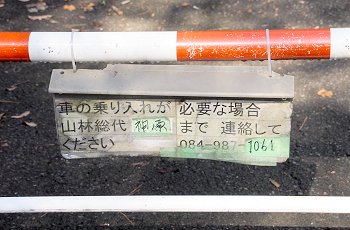 車の乗り入れが必要な場合
山林総代 相原 まで 連絡して
ください 084-987-1061